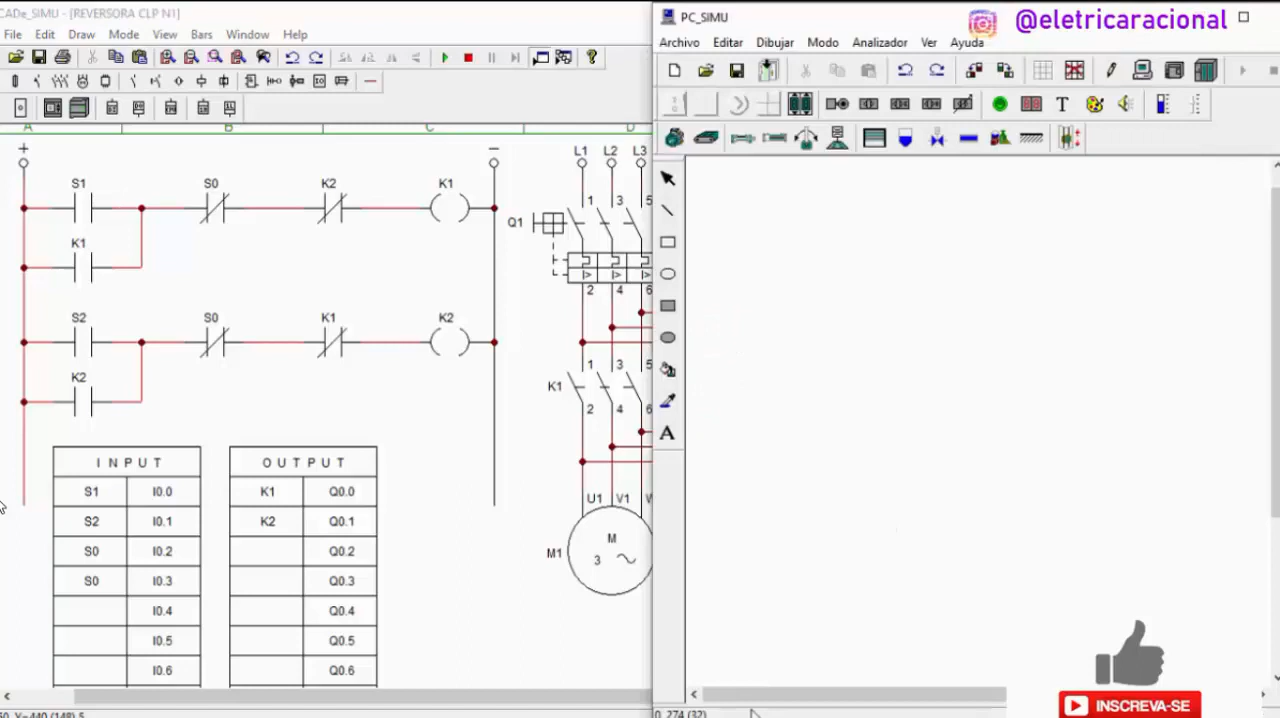 CADe_SIMU - [REVERSORA CLP N1]
File Edit Draw Mode View Bars Window Help
A B C D
+ −
S1 S0 K2 K1
K1
S2 S0 K1 K2
K2
INPUT
S1 I0.0
S2 I0.1
S0 I0.2
S0 I0.3
I0.4
I0.5
I0.6
OUTPUT
K1 Q0.0
K2 Q0.1
Q0.2
Q0.3
Q0.4
Q0.5
Q0.6
L1 L2 L3
1 3 5
Q1
I> I> I>
2 4 6
1 3 5
K1
2 4 6
U1 V1
M1
M
3
PC_SIMU
@eletricaracional
Archivo Editar Dibujar Modo Analizador Ver Ayuda
T
A
INSCREVA-SE